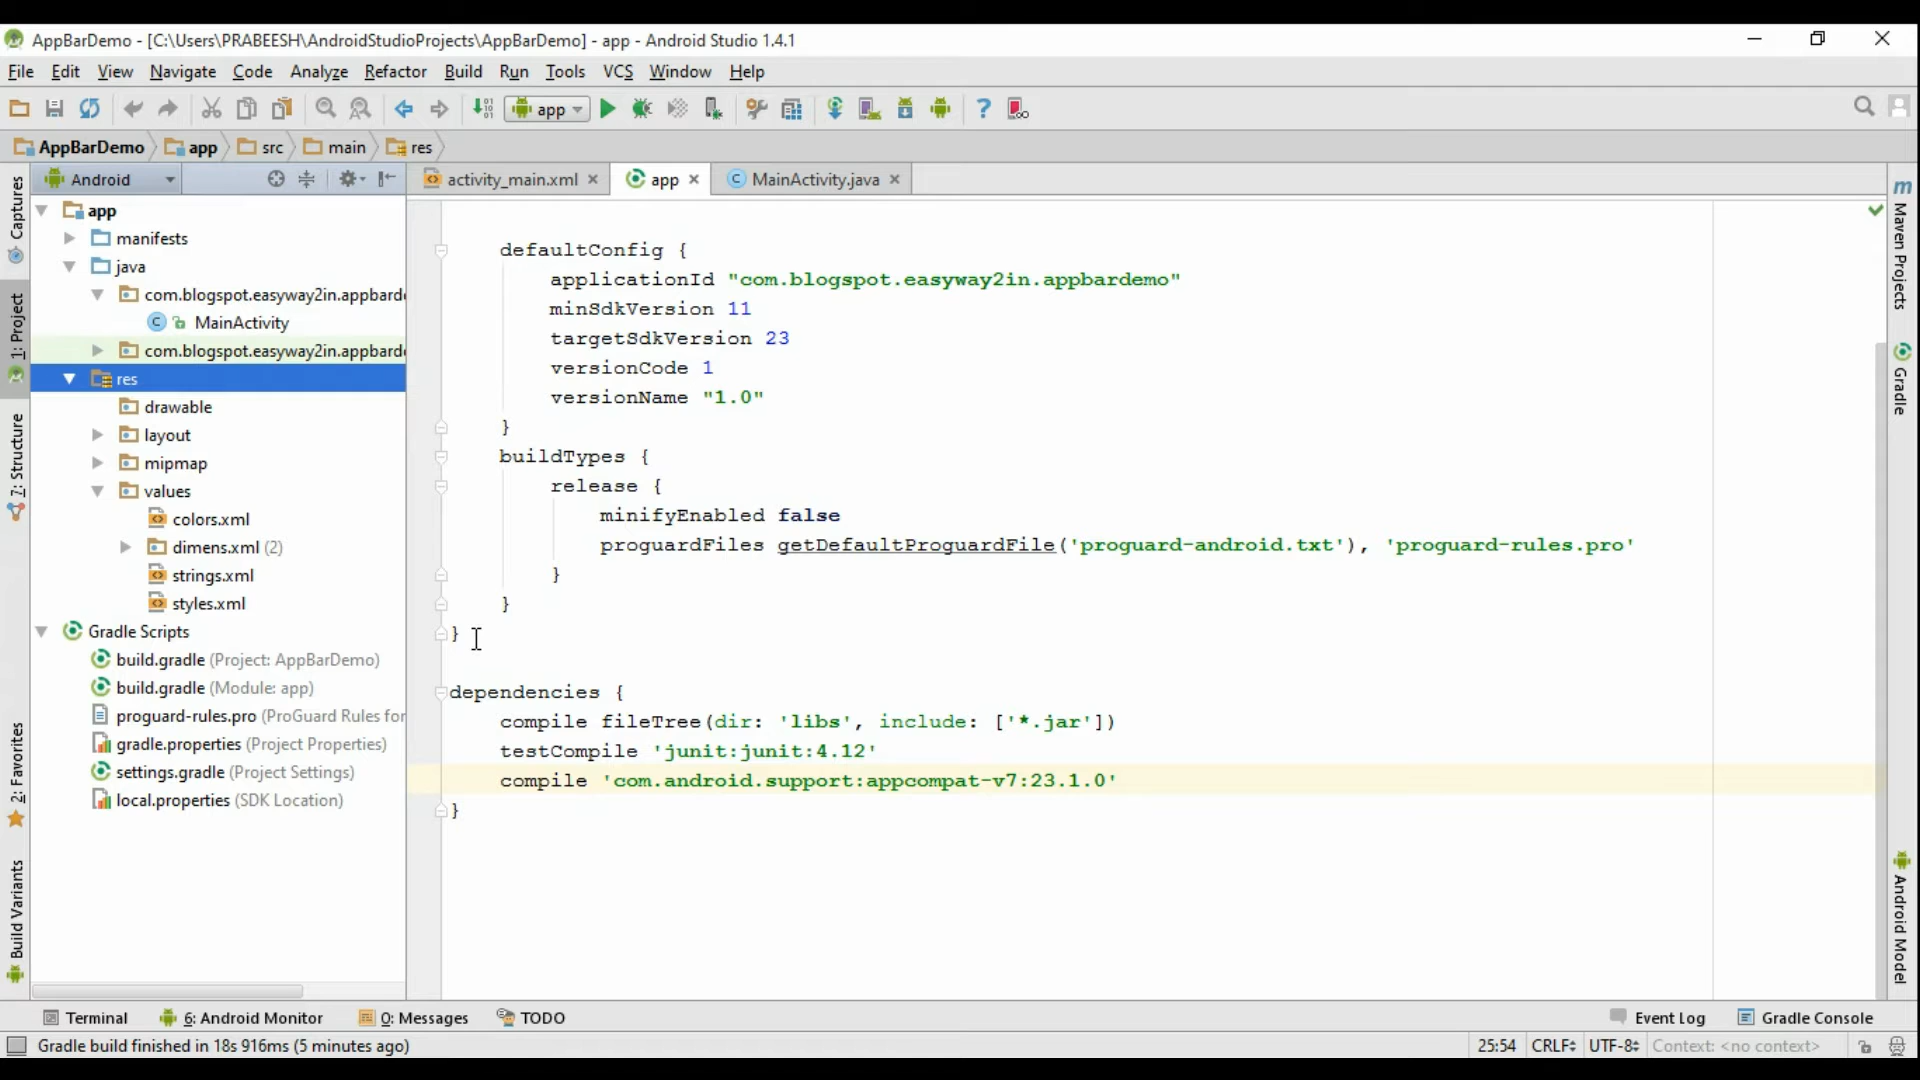 AppBarDemo - [C:\Users\PRABEESH\AndroidStudioProjects\AppBarDemo] - app - Android Studio 1.4.1
File Edit View Navigate Code Analyze Refactor Build Run Tools VCS Window Help
app
AppBarDemo app src main res
Android
activity_main.xml app MainActivity.java
Captures
1: Project
7: Structure
2: Favorites
Build Variants
app
manifests
java
com.blogspot.easyway2in.appbard
MainActivity
com.blogspot.easyway2in.appbard
res
drawable
layout
mipmap
values
colors.xml
dimens.xml (2)
strings.xml
styles.xml
Gradle Scripts
build.gradle (Project: AppBarDemo)
build.gradle (Module: app)
proguard-rules.pro (ProGuard Rules for
gradle.properties (Project Properties)
settings.gradle (Project Settings)
local.properties (SDK Location)
defaultConfig {
applicationId "com.blogspot.easyway2in.appbardemo"
minSdkVersion 11
targetSdkVersion 23
versionCode 1
versionName "1.0"
}
buildTypes {
release {
minifyEnabled false
proguardFiles getDefaultProguardFile('proguard-android.txt'), 'proguard-rules.pro'
}
}
}
dependencies {
compile fileTree(dir: 'libs', include: ['*.jar'])
testCompile 'junit:junit:4.12'
compile 'com.android.support:appcompat-v7:23.1.0'
}
Maven Projects
Gradle
Android Model
Terminal 6: Android Monitor 0: Messages TODO Event Log Gradle Console
Gradle build finished in 18s 916ms (5 minutes ago) 25:54 CRLF UTF-8 Context: <no context>